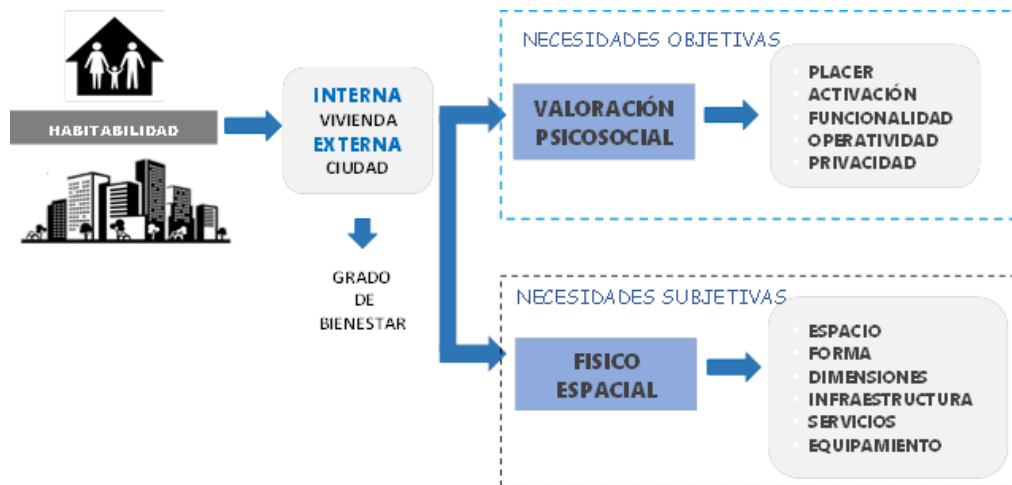 HABITABILIDAD
INTERNA
VIVIENDA
EXTERNA
CIUDAD
GRADO
DE
BIENESTAR
NECESIDADES OBJETIVAS
VALORACIÓN
PSICOSOCIAL
PLACER
ACTIVACIÓN
FUNCIONALIDAD
OPERATIVIDAD
PRIVACIDAD
NECESIDADES SUBJETIVAS
FISICO
ESPACIAL
ESPACIO
FORMA
DIMENSIONES
INFRAESTRUCTURA
SERVICIOS
EQUIPAMIENTO